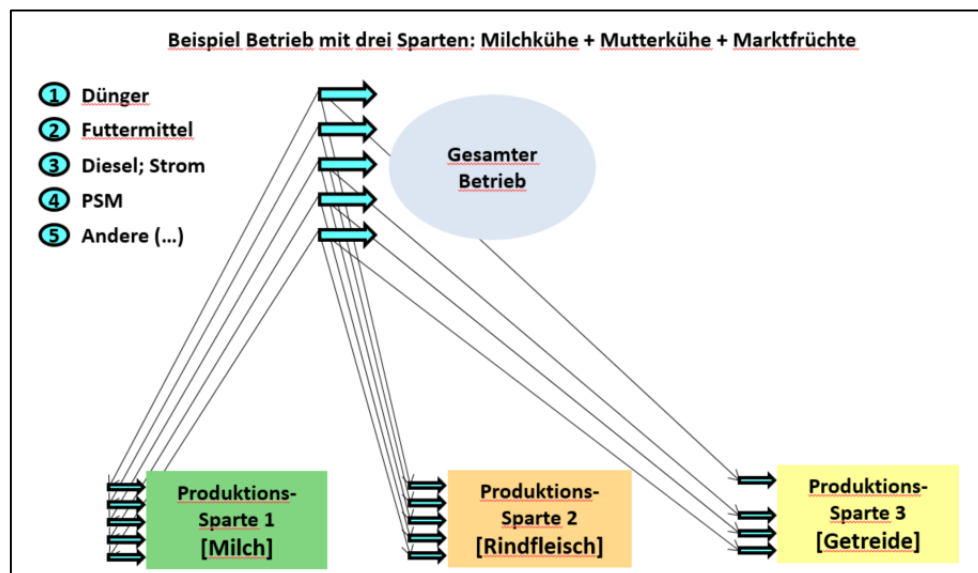 Beispiel Betrieb mit drei Sparten: Milchkühe + Mutterkühe + Marktfrüchte
1 Dünger
2 Futtermittel
3 Diesel; Strom
4 PSM
5 Andere (...)
Gesamter
Betrieb
Produktions-
Sparte 1
[Milch]
Produktions-
Sparte 2
[Rindfleisch]
Produktions-
Sparte 3
[Getreide]